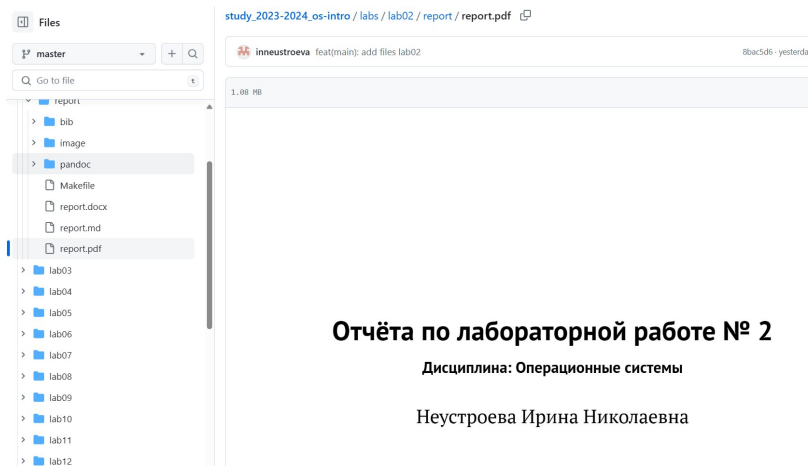 Files
master
Go to file
t
report
bib
image
pandoc
Makefile
report.docx
report.md
report.pdf
lab03
lab04
lab05
lab06
lab07
lab08
lab09
lab10
lab11
lab12
study_2023-2024_os-intro / labs / lab02 / report / report.pdf
inneustroeva feat(main): add files lab02 8bac5d6 · yesterda
1.08 MB
Отчёта по лабораторной работе № 2
Дисциплина: Операционные системы
Неустроева Ирина Николаевна